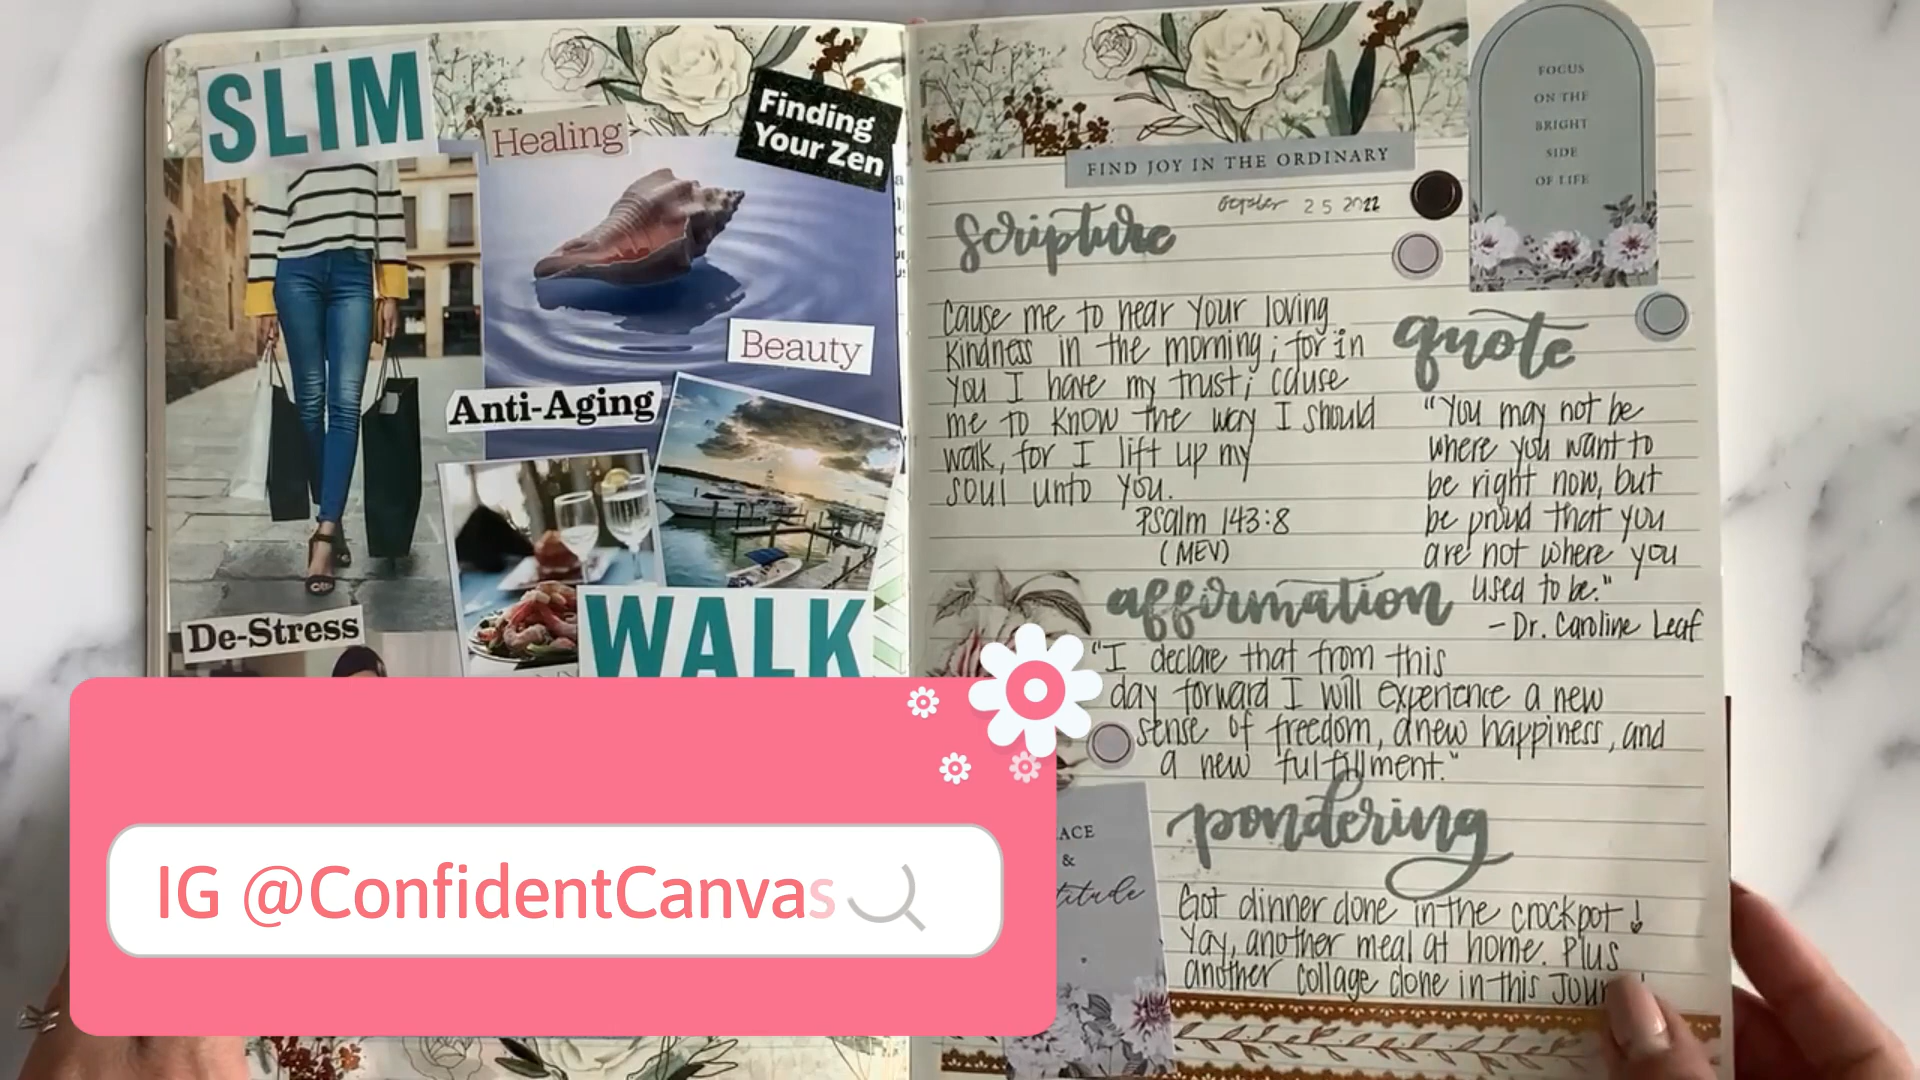 SLIM
Healing
Finding
Your Zen
Beauty
Anti-Aging
De-Stress
WALK
IG @ConfidentCanvas
FIND JOY IN THE ORDINARY
October 25 2022
FOCUS
ON THE
BRIGHT
SIDE
OF LIFE
scripture
Cause me to hear your loving
kindness in the morning; for in
you I have my trust; cause
me to know the way I should
walk, for I lift up my
soul unto you.
Psalm 143:8
(MEV)
quote
"You may not be
where you want to
be right now, but
be proud that you
are not where you
used to be."
- Dr. Caroline Leaf
affirmation
"I declare that from this
day forward I will experience a new
sense of freedom, a new happiness, and
a new fulfillment."
pondering
Got dinner done in the crockpot!
Yay, another meal at home. Plus
another collage done in this
&